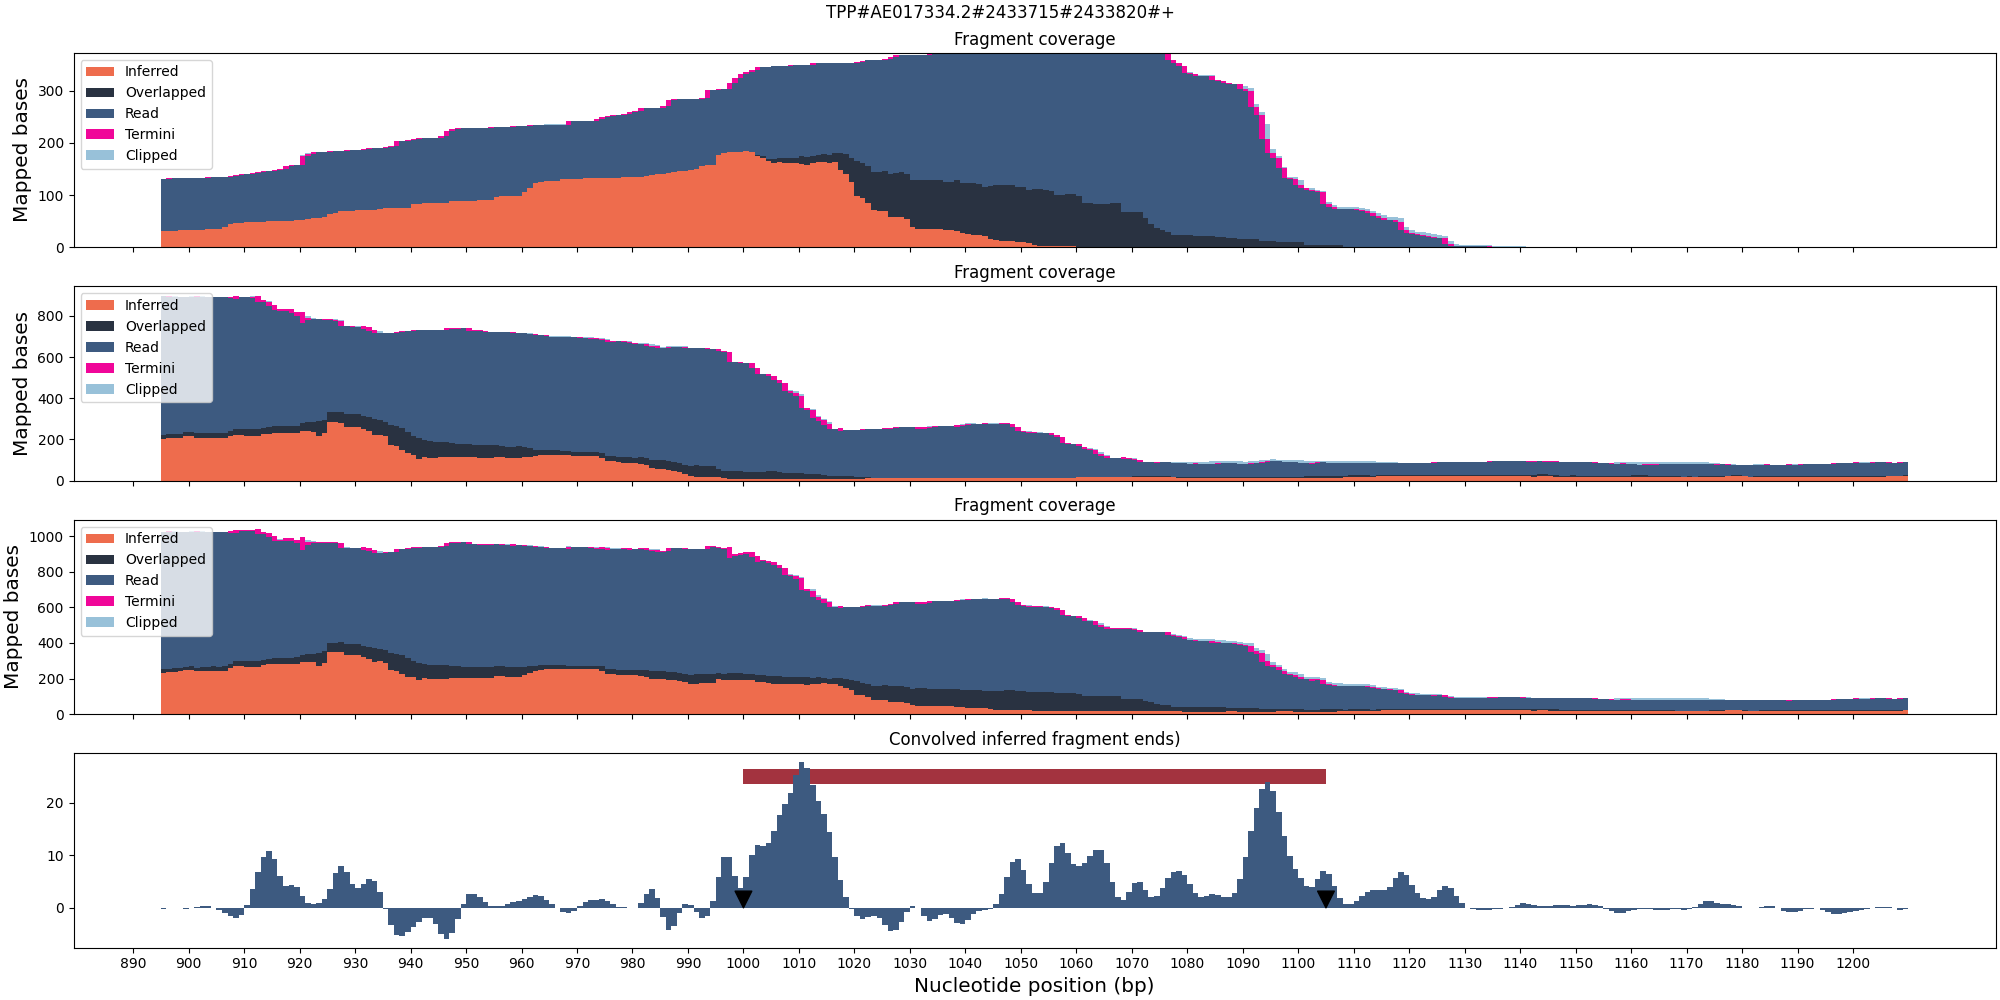 TPP#AE017334.2#2433715#2433820#+
Fragment coverage
Mapped bases
300
200
100
0
Inferred
Overlapped
Read
Termini
Clipped
Fragment coverage
Mapped bases
800
600
400
200
0
Inferred
Overlapped
Read
Termini
Clipped
Fragment coverage
Mapped bases
1000
800
600
400
200
0
Inferred
Overlapped
Read
Termini
Clipped
Convolved inferred fragment ends)
20
10
0
890 900 910 920 930 940 950 960 970 980 990 1000 1010 1020 1030 1040 1050 1060 1070 1080 1090 1100 1110 1120 1130 1140 1150 1160 1170 1180 1190 1200
Nucleotide position (bp)